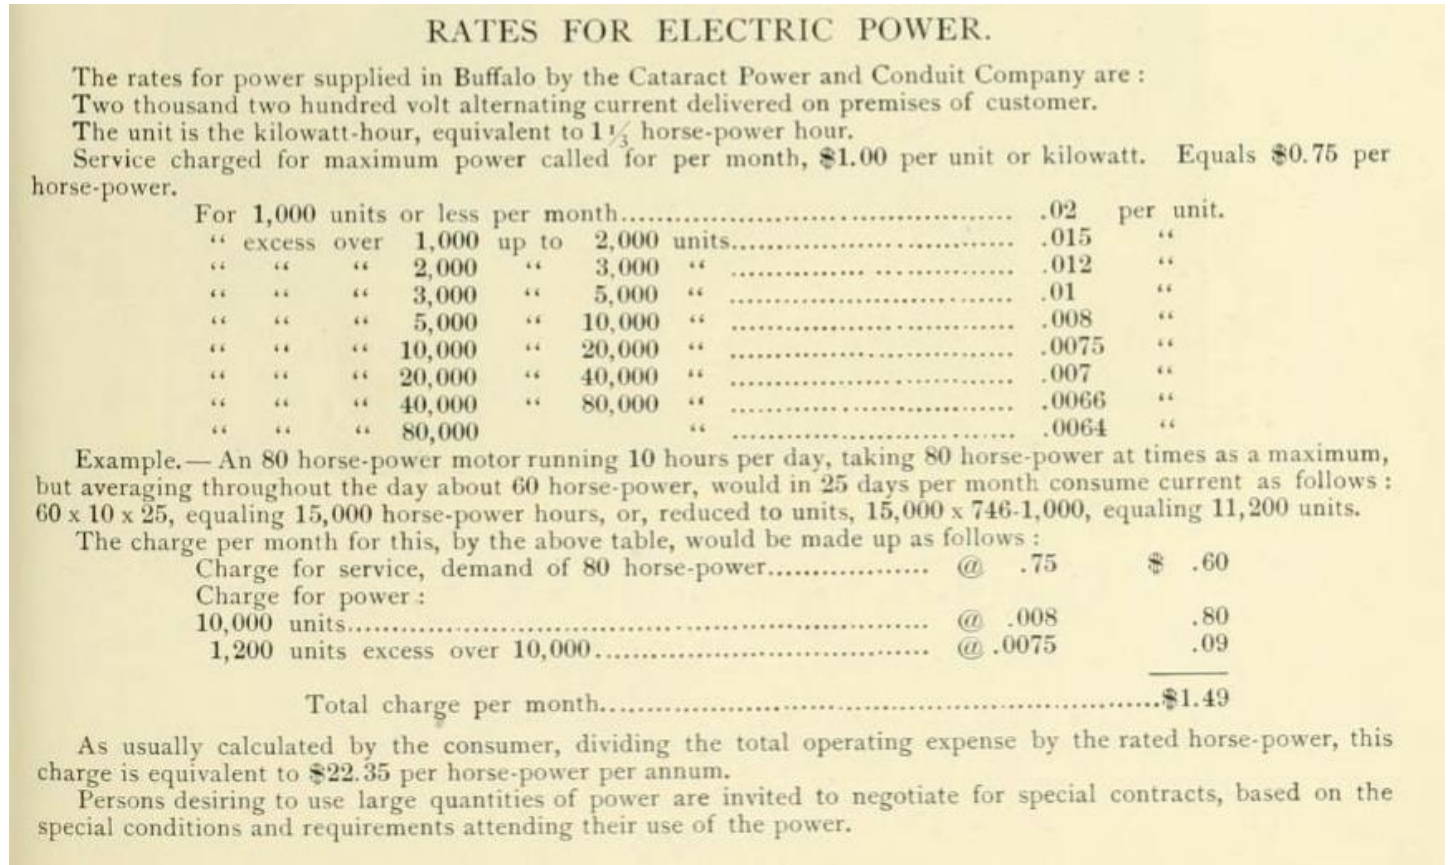 RATES FOR ELECTRIC POWER.
The rates for power supplied in Buffalo by the Cataract Power and Conduit Company are :
Two thousand two hundred volt alternating current delivered on premises of customer.
The unit is the kilowatt-hour, equivalent to 1⅓ horse-power hour.
Service charged for maximum power called for per month, $1.00 per unit or kilowatt. Equals $0.75 per
horse-power.
For 1,000 units or less per month................................................ .02 per unit.
“ excess over 1,000 up to 2,000 units................................... .015 “
“ “ “ 2,000 “ 3,000 “ ................................... .012 “
“ “ “ 3,000 “ 5,000 “ ................................... .01 “
“ “ “ 5,000 “ 10,000 “ ................................... .008 “
“ “ “ 10,000 “ 20,000 “ ................................... .0075 “
“ “ “ 20,000 “ 40,000 “ ................................... .007 “
“ “ “ 40,000 “ 80,000 “ ................................... .0066 “
“ “ “ 80,000 “ ................................... .0064 “
Example.— An 80 horse-power motor running 10 hours per day, taking 80 horse-power at times as a maximum,
but averaging throughout the day about 60 horse-power, would in 25 days per month consume current as follows :
60 x 10 x 25, equaling 15,000 horse-power hours, or, reduced to units, 15,000 x 746-1,000, equaling 11,200 units.
The charge per month for this, by the above table, would be made up as follows :
Charge for service, demand of 80 horse-power.................... @ .75 $ .60
Charge for power :
10,000 units........................................................................ @ .008 .80
1,200 units excess over 10,000......................................... @ .0075 .09
Total charge per month.....................................................................$1.49
As usually calculated by the consumer, dividing the total operating expense by the rated horse-power, this
charge is equivalent to $22.35 per horse-power per annum.
Persons desiring to use large quantities of power are invited to negotiate for special contracts, based on the
special conditions and requirements attending their use of the power.